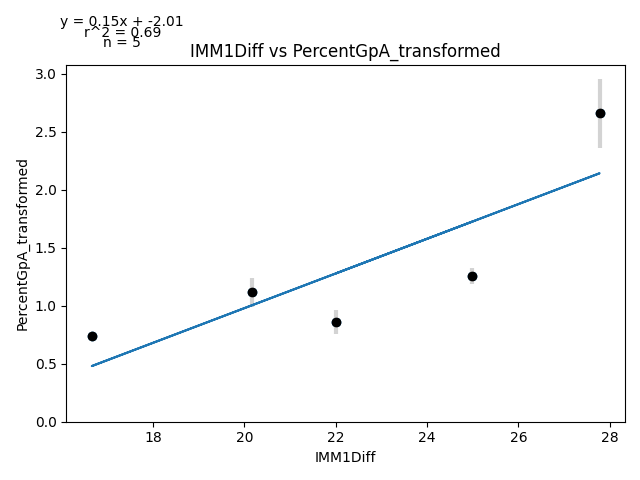 y = 0.15x + -2.01
r^2 = 0.69
n = 5
IMM1Diff vs PercentGpA_transformed
PercentGpA_transformed
3.0
2.5
2.0
1.5
1.0
0.5
0.0
18 20 22 24 26 28
IMM1Diff